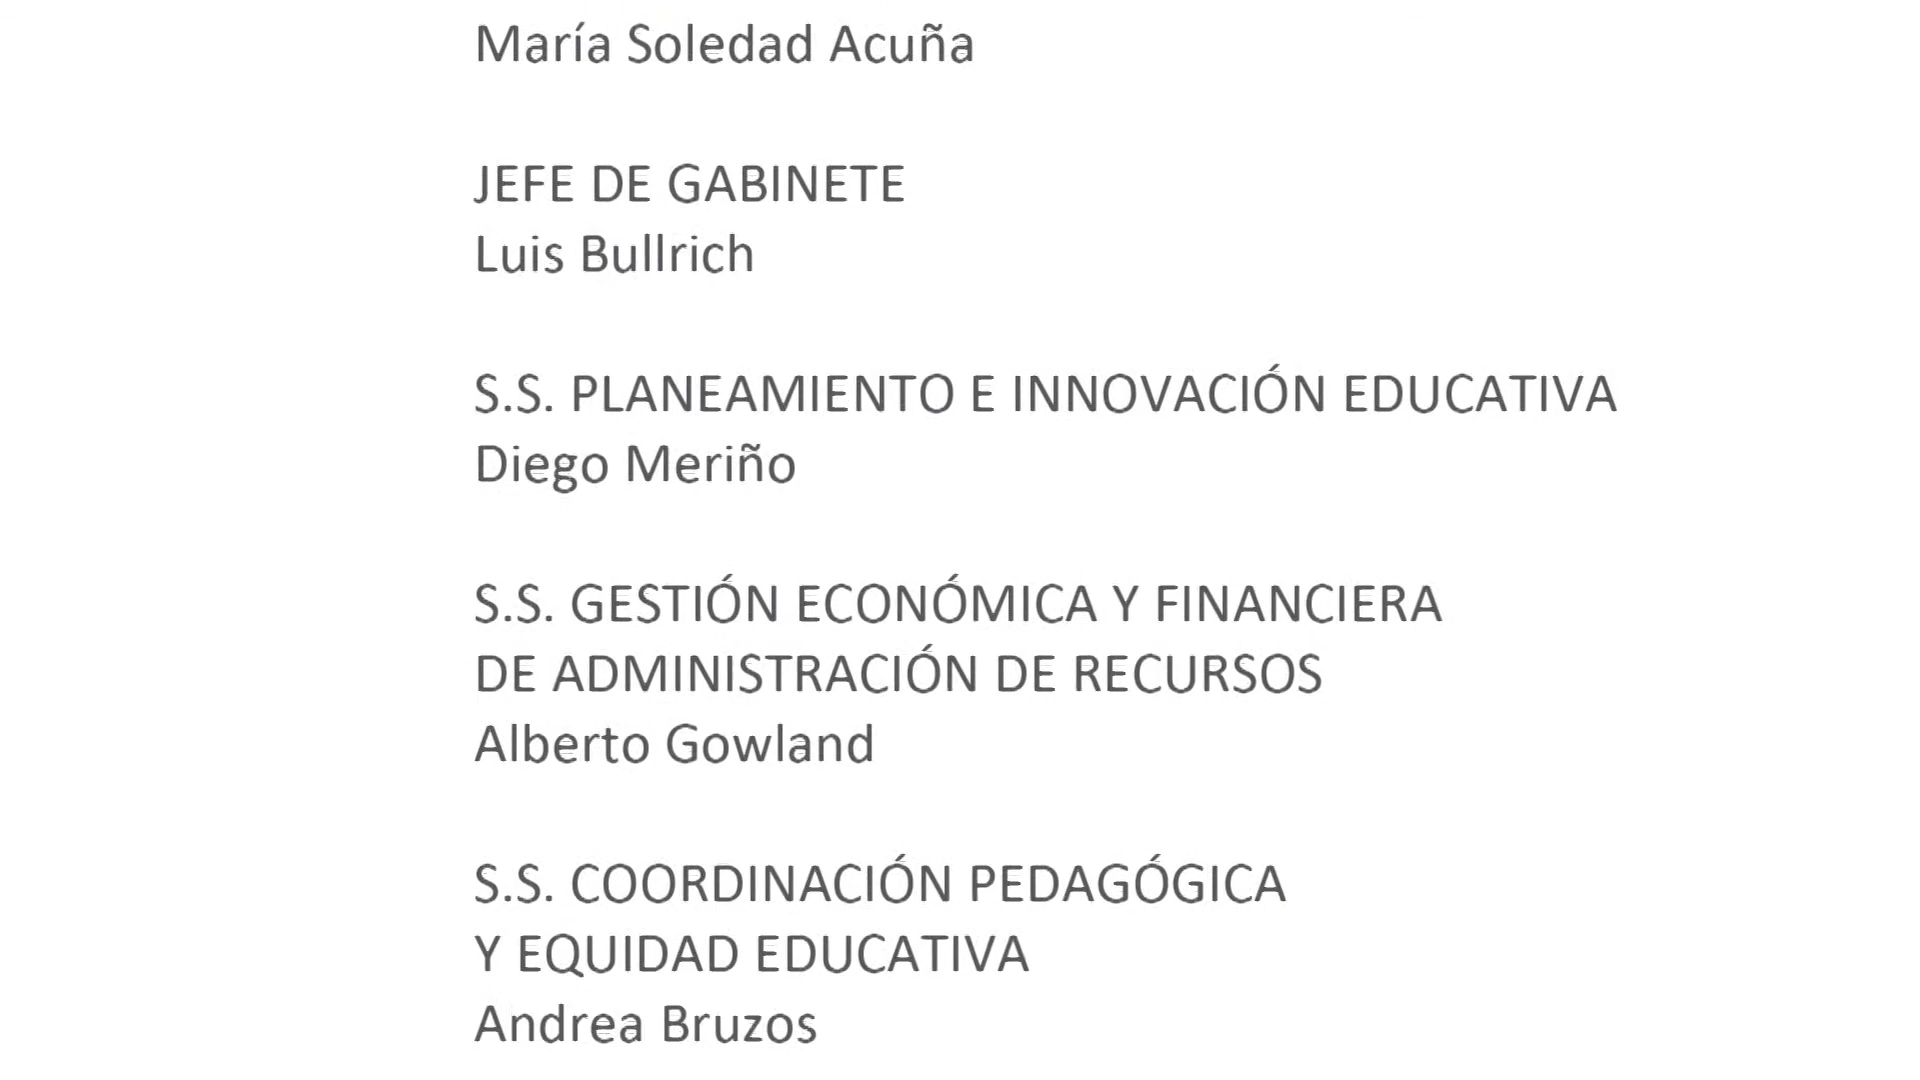 María Soledad Acuña
JEFE DE GABINETE
Luis Bullrich
S.S. PLANEAMIENTO E INNOVACIÓN EDUCATIVA
Diego Meriño
S.S. GESTIÓN ECONÓMICA Y FINANCIERA
DE ADMINISTRACIÓN DE RECURSOS
Alberto Gowland
S.S. COORDINACIÓN PEDAGÓGICA
Y EQUIDAD EDUCATIVA
Andrea Bruzos